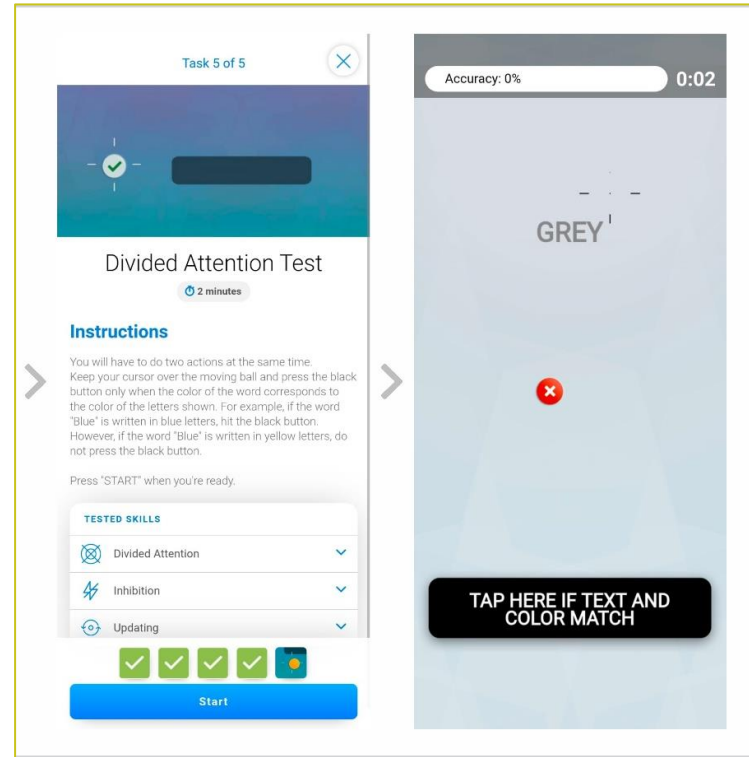 Task 5 of 5
Divided Attention Test
2 minutes
Instructions
You will have to do two actions at the same time.
Keep your cursor over the moving ball and press the black
button only when the color of the word corresponds to
the color of the letters shown. For example, if the word
"Blue" is written in blue letters, hit the black button.
However, if the word "Blue" is written in yellow letters, do
not press the black button.
Press "START" when you're ready.
TESTED SKILLS
Divided Attention
Inhibition
Updating
Start
Accuracy: 0%
0:02
GREY
TAP HERE IF TEXT AND
COLOR MATCH